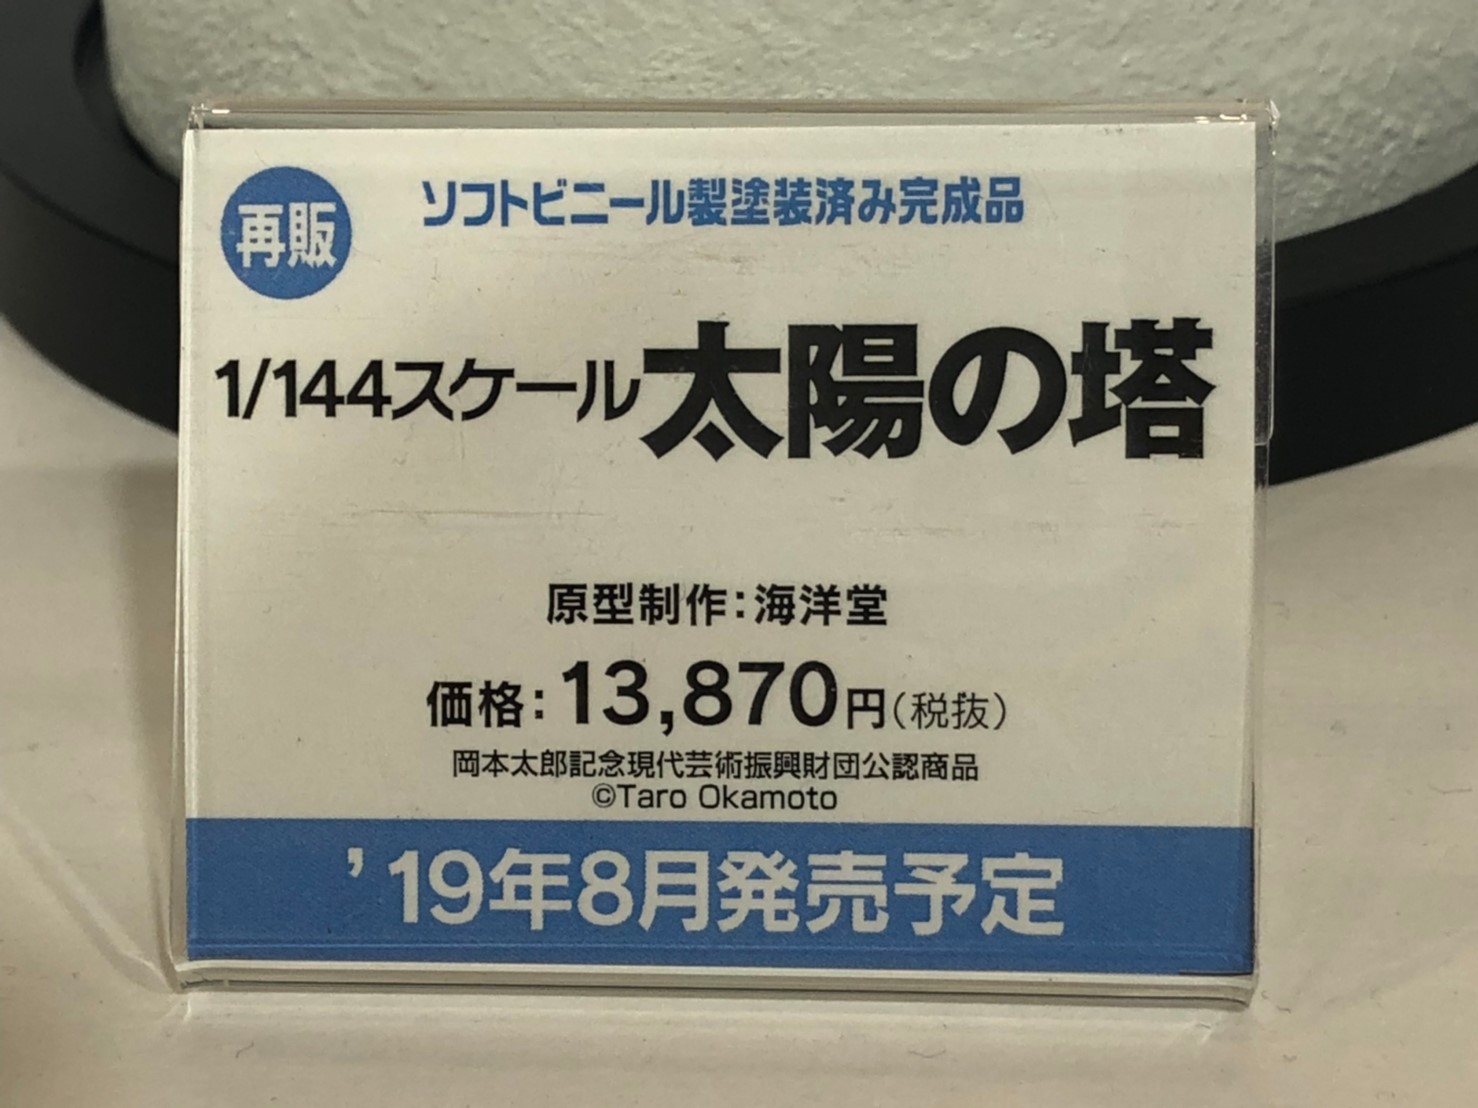 再販
ソフトビニール製塗装済み完成品
1/144スケール太陽の塔
原型制作：海洋堂
価格：13,870円（税抜）
岡本太郎記念現代芸術振興財団公認商品
©Taro Okamoto
’19年8月発売予定